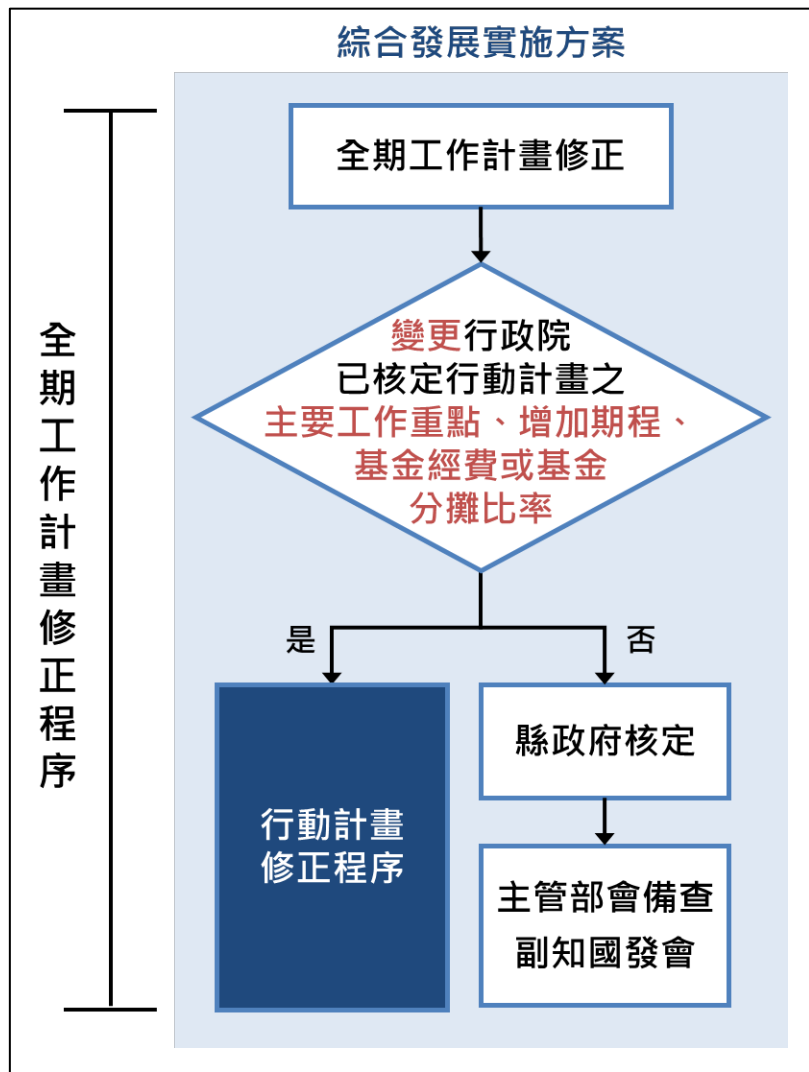 綜合發展實施方案
全期工作計畫修正程序
全期工作計畫修正
變更行政院
已核定行動計畫之
主要工作重點、增加期程、
基金經費或基金
分攤比率
是
否
行動計畫
修正程序
縣政府核定
主管部會備查
副知國發會